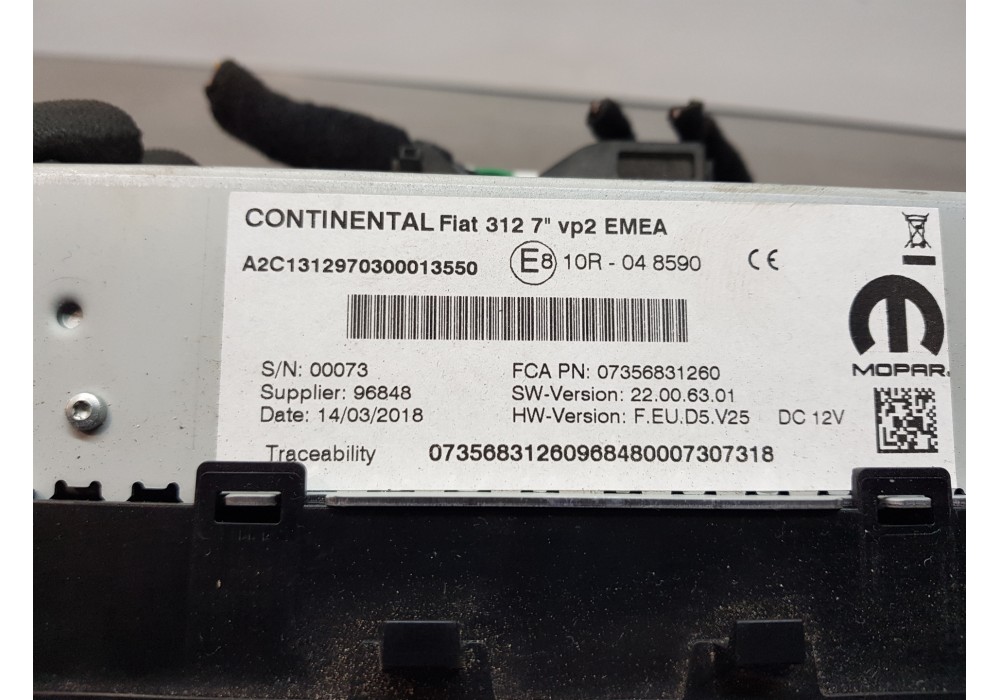 CONTINENTAL Fiat 312 7" vp2 EMEA
A2C1312970300013550 E8 10R - 04 8590 CE
S/N: 00073 FCA PN: 07356831260
Supplier: 96848 SW-Version: 22.00.63.01
Date: 14/03/2018 HW-Version: F.EU.D5.V25 DC 12V
MOPAR.
Traceability 07356831260968480007307318